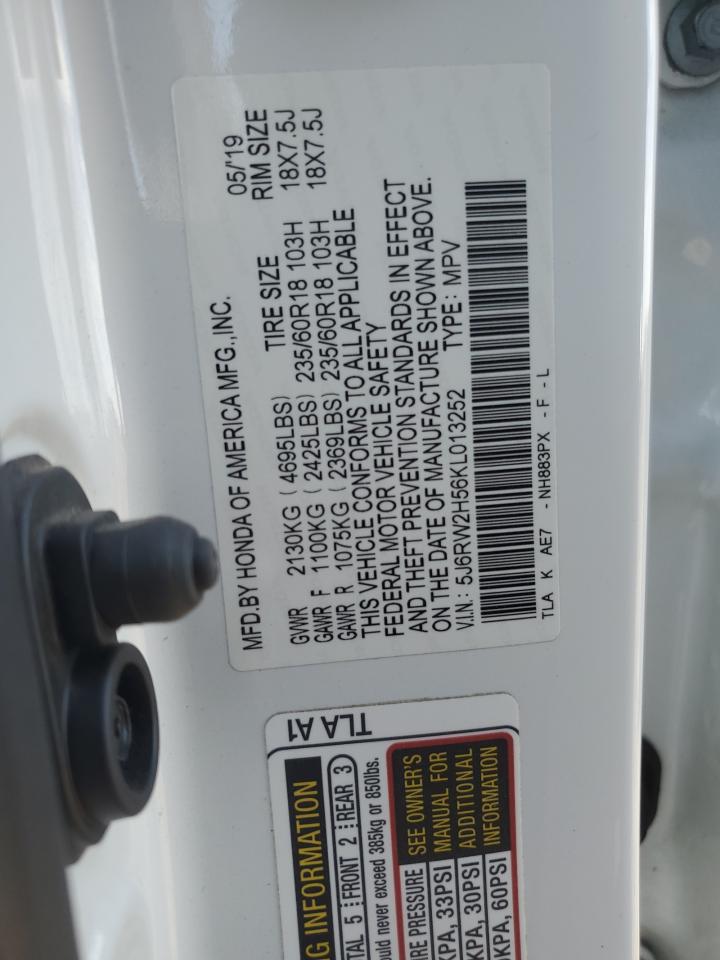 MFD.BY HONDA OF AMERICA MFG.,INC. 05/'19
TIRE SIZE RIM SIZE
GVWR 2130KG ( 4695LBS)
GAWR F 1100KG ( 2425LBS) 235/60R18 103H 18X7.5J
GAWR R 1075KG ( 2369LBS) 235/60R18 103H 18X7.5J
THIS VEHICLE CONFORMS TO ALL APPLICABLE
FEDERAL MOTOR VEHICLE SAFETY
AND THEFT PREVENTION STANDARDS IN EFFECT
ON THE DATE OF MANUFACTURE SHOWN ABOVE.
V.I.N.: 5J6RW2H56KL013252 TYPE: MPV
TLA K AE7 -NH883PX -F-L
TLA A1
INFORMATION
5 FRONT 2 REAR 3
never exceed 385kg or 850lbs.
PRESSURE SEE OWNER'S
KPA, 33PSI MANUAL FOR
KPA, 30PSI ADDITIONAL
KPA, 60PSI INFORMATION